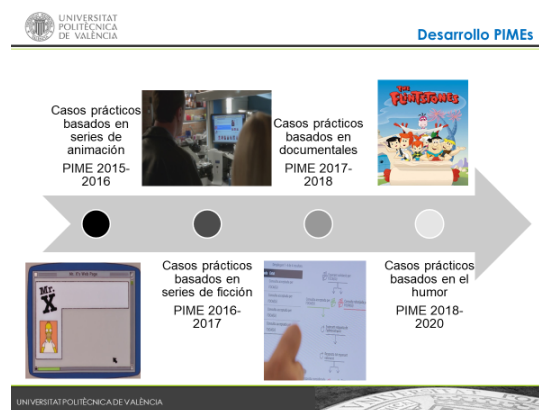 UNIVERSITAT
POLITÈCNICA
DE VALÈNCIA
Desarrollo PIMEs
Casos prácticos
basados en
series de
animación
PIME 2015-
2016
Casos prácticos
basados en
documentales
PIME 2017-
2018
THE
FLINTSTONES
Mr.
X
Casos prácticos
basados en
series de ficción
PIME 2016-
2017
Casos prácticos
basados en el
humor
PIME 2018-
2020
UNIVERSITAT POLITÈCNICA DE VALÈNCIA